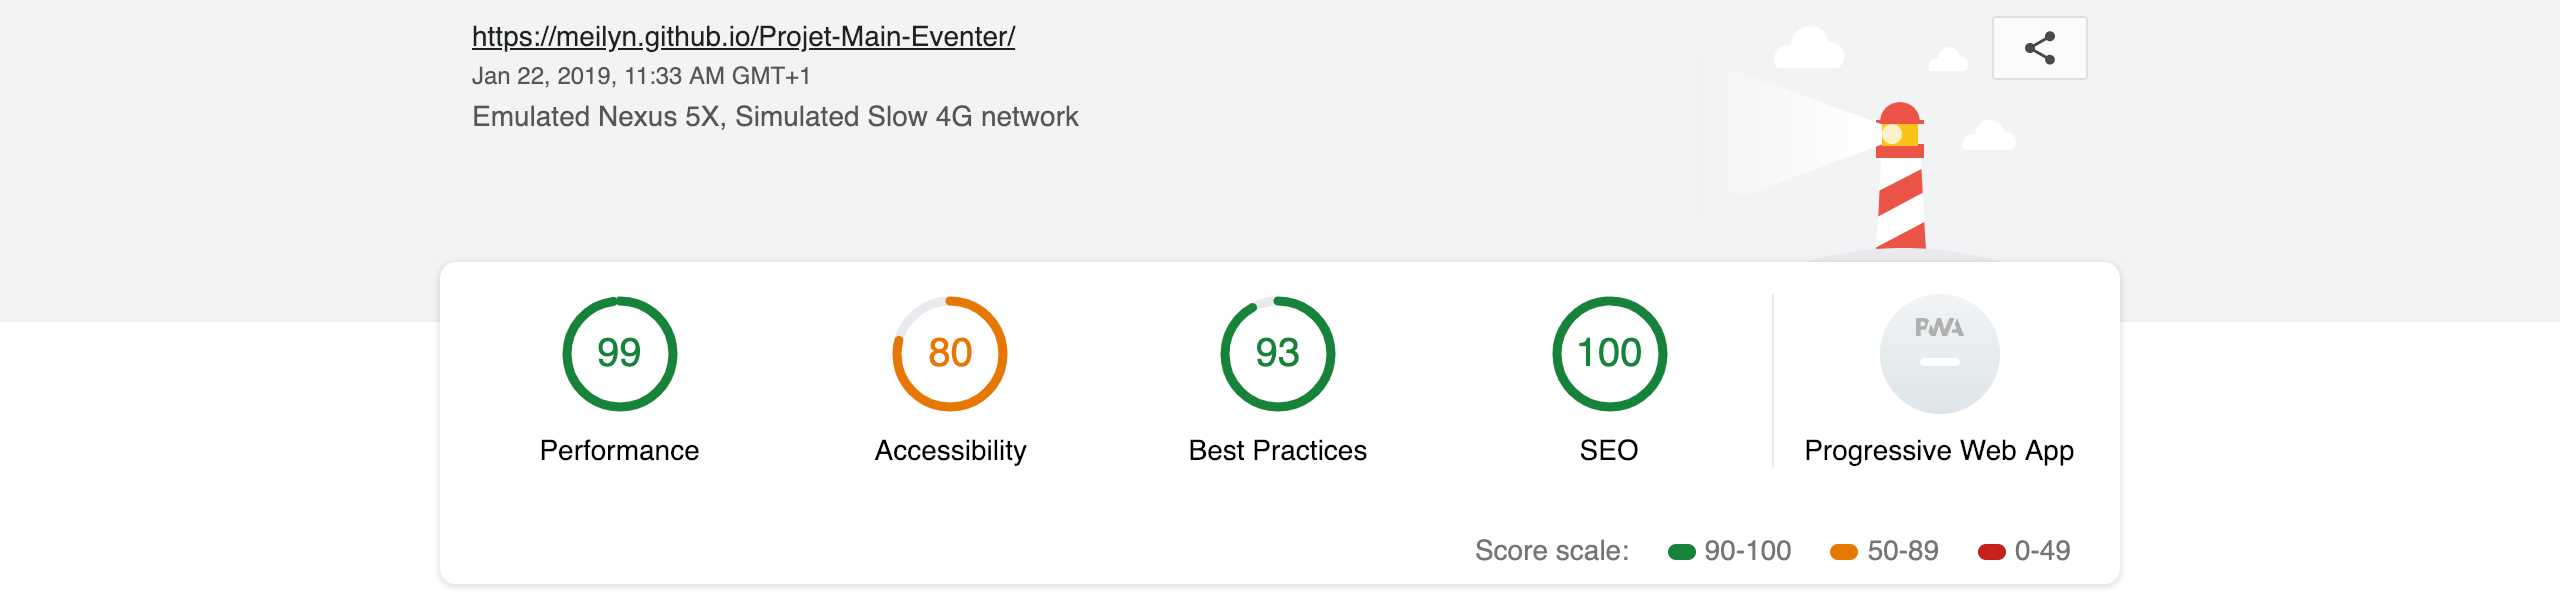 https://meilyn.github.io/Projet-Main-Eventer/
Jan 22, 2019, 11:33 AM GMT+1
Emulated Nexus 5X, Simulated Slow 4G network
99 80 93 100 PWA
Performance Accessibility Best Practices SEO Progressive Web App
Score scale: 90-100 50-89 0-49